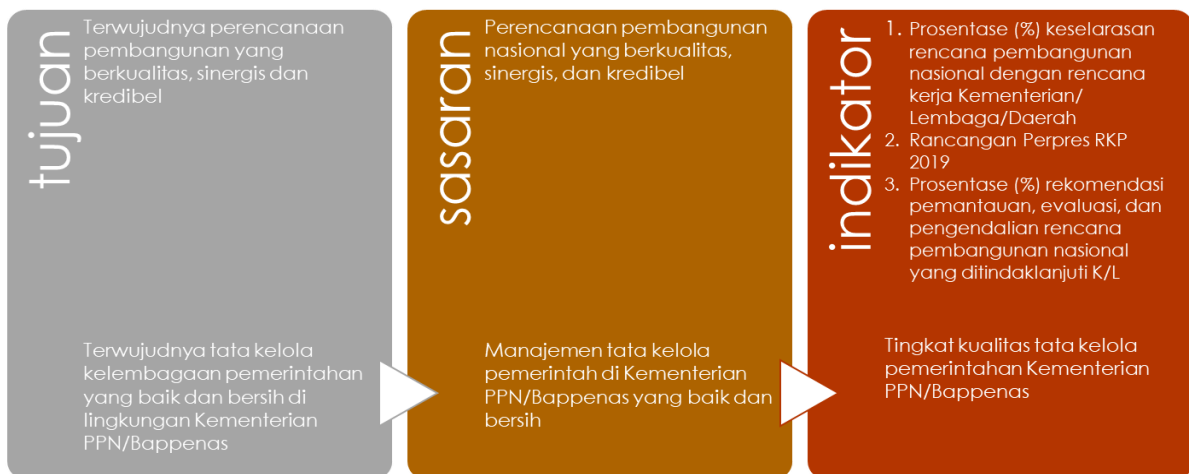 tujuan
Terwujudnya perencanaan
pembangunan yang
berkualitas, sinergis dan
kredibel
Terwujudnya tata kelola
kelembagaan pemerintahan
yang baik dan bersih di
lingkungan Kementerian
PPN/Bappenas
sasaran
Perencanaan pembangunan
nasional yang berkualitas,
sinergis, dan kredibel
Manajemen tata kelola
pemerintah di Kementerian
PPN/Bappenas yang baik dan
bersih
indikator
1. Prosentase (%) keselarasan
rencana pembangunan
nasional dengan rencana
kerja Kementerian/
Lembaga/Daerah
2. Rancangan Perpres RKP
2019
3. Prosentase (%) rekomendasi
pemantauan, evaluasi, dan
pengendalian rencana
pembangunan nasional
yang ditindaklanjuti K/L
Tingkat kualitas tata kelola
pemerintahan Kementerian
PPN/Bappenas